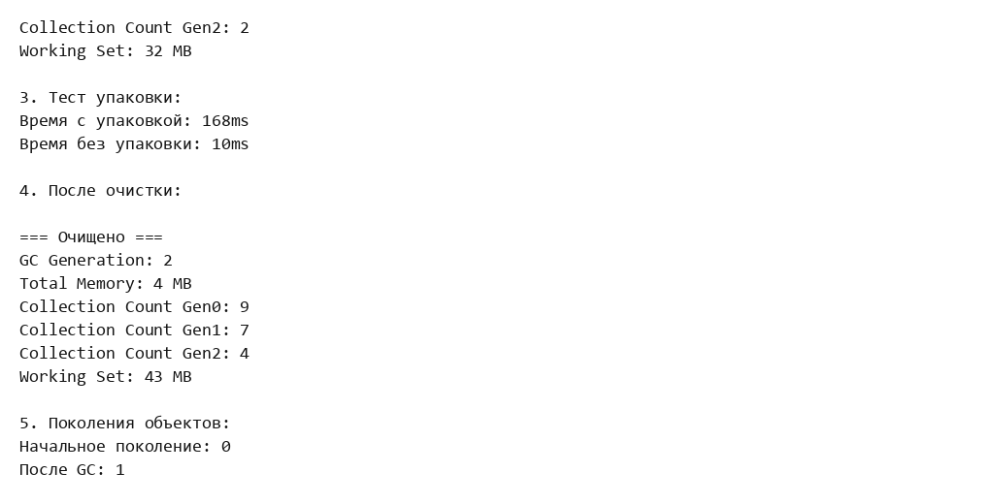 Collection Count Gen2: 2
Working Set: 32 MB
3. Тест упаковки:
Время с упаковкой: 168ms
Время без упаковки: 10ms
4. После очистки:
=== Очищено ===
GC Generation: 2
Total Memory: 4 MB
Collection Count Gen0: 9
Collection Count Gen1: 7
Collection Count Gen2: 4
Working Set: 43 MB
5. Поколения объектов:
Начальное поколение: 0
После GC: 1